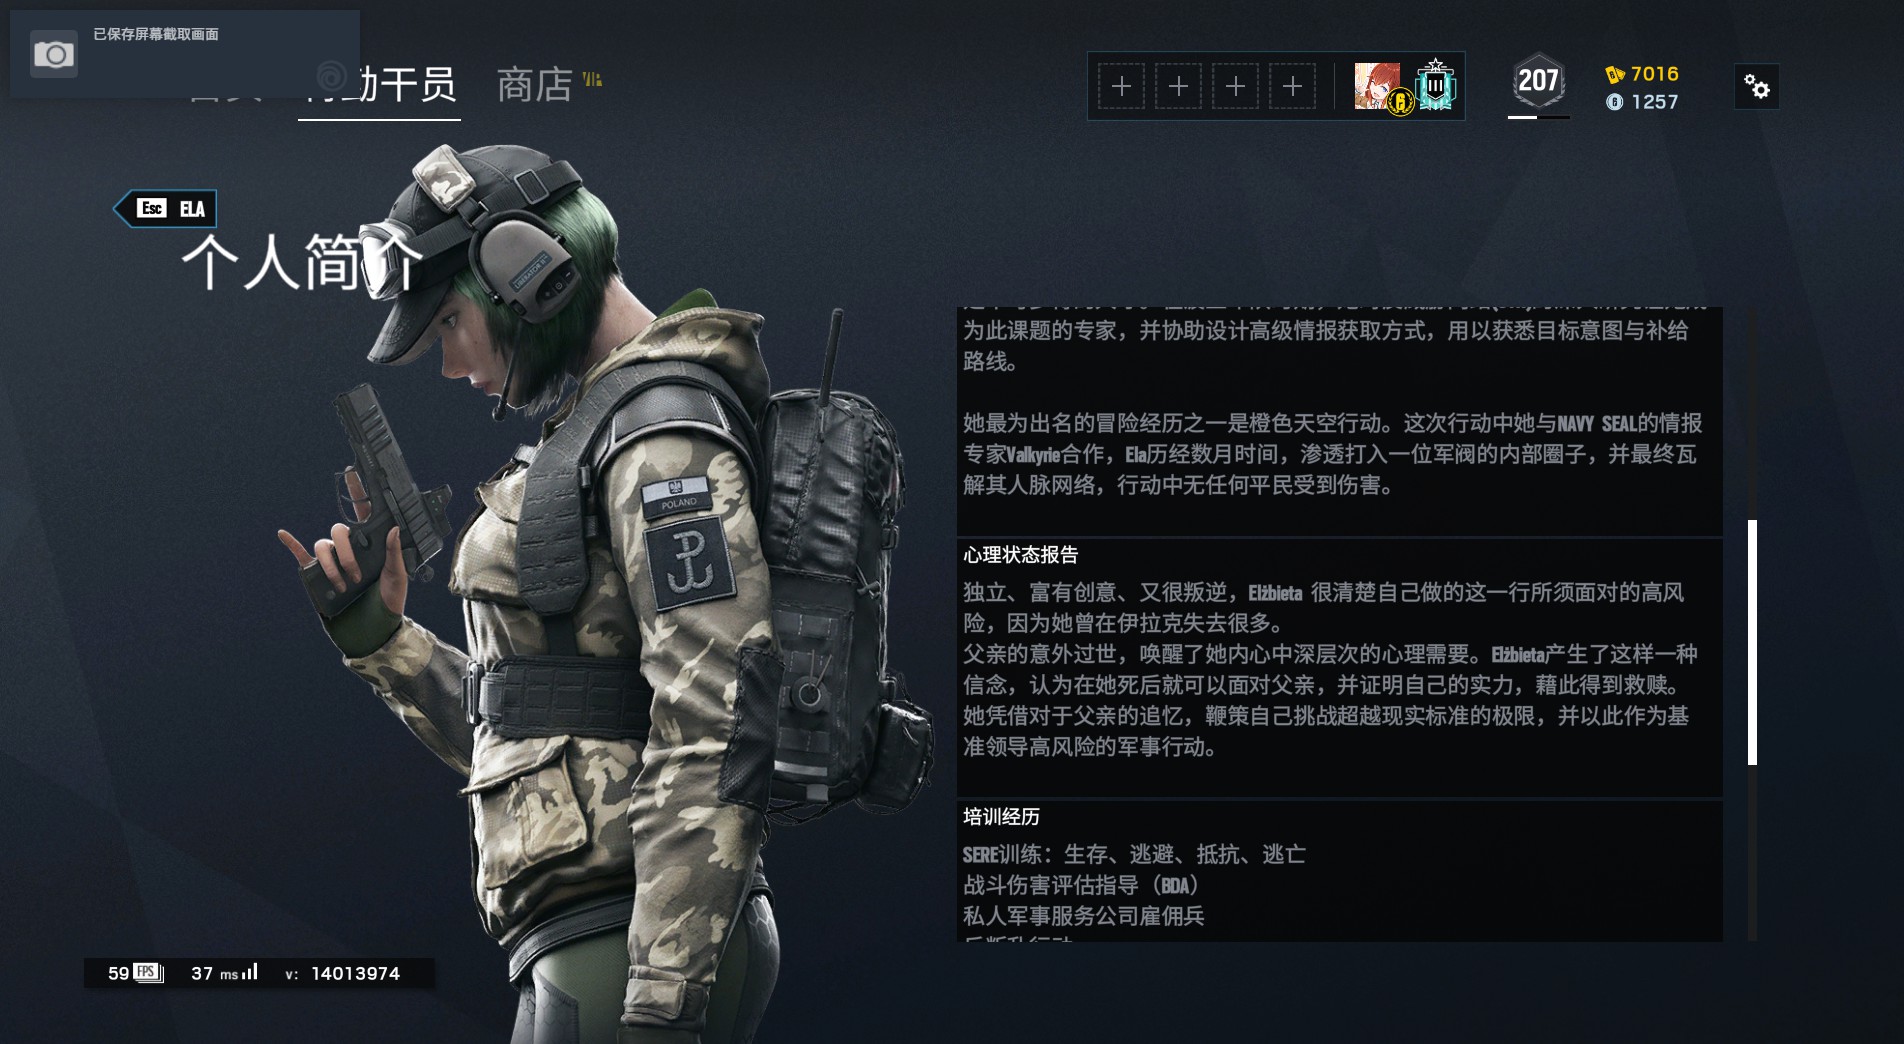 已保存屏幕截取画面
行动干员
商店
207
7016
1257
Esc ELA
个人简介
LIBERATOR II
POLAND
为此课题的专家，并协助设计高级情报获取方式，用以获悉目标意图与补给
路线。
她最为出名的冒险经历之一是橙色天空行动。这次行动中她与NAVY SEAL的情报
专家Valkyrie合作，Ela历经数月时间，渗透打入一位军阀的内部圈子，并最终瓦
解其人脉网络，行动中无任何平民受到伤害。
心理状态报告
独立、富有创意、又很叛逆，Elżbieta 很清楚自己做的这一行所须面对的高风
险，因为她曾在伊拉克失去很多。
父亲的意外过世，唤醒了她内心中深层次的心理需要。Elżbieta产生了这样一种
信念，认为在她死后就可以面对父亲，并证明自己的实力，藉此得到救赎。
她凭借对于父亲的追忆，鞭策自己挑战超越现实标准的极限，并以此作为基
准领导高风险的军事行动。
培训经历
SERE训练：生存、逃避、抵抗、逃亡
战斗伤害评估指导（BDA）
私人军事服务公司雇佣兵
59 FPS 37 ms v: 14013974